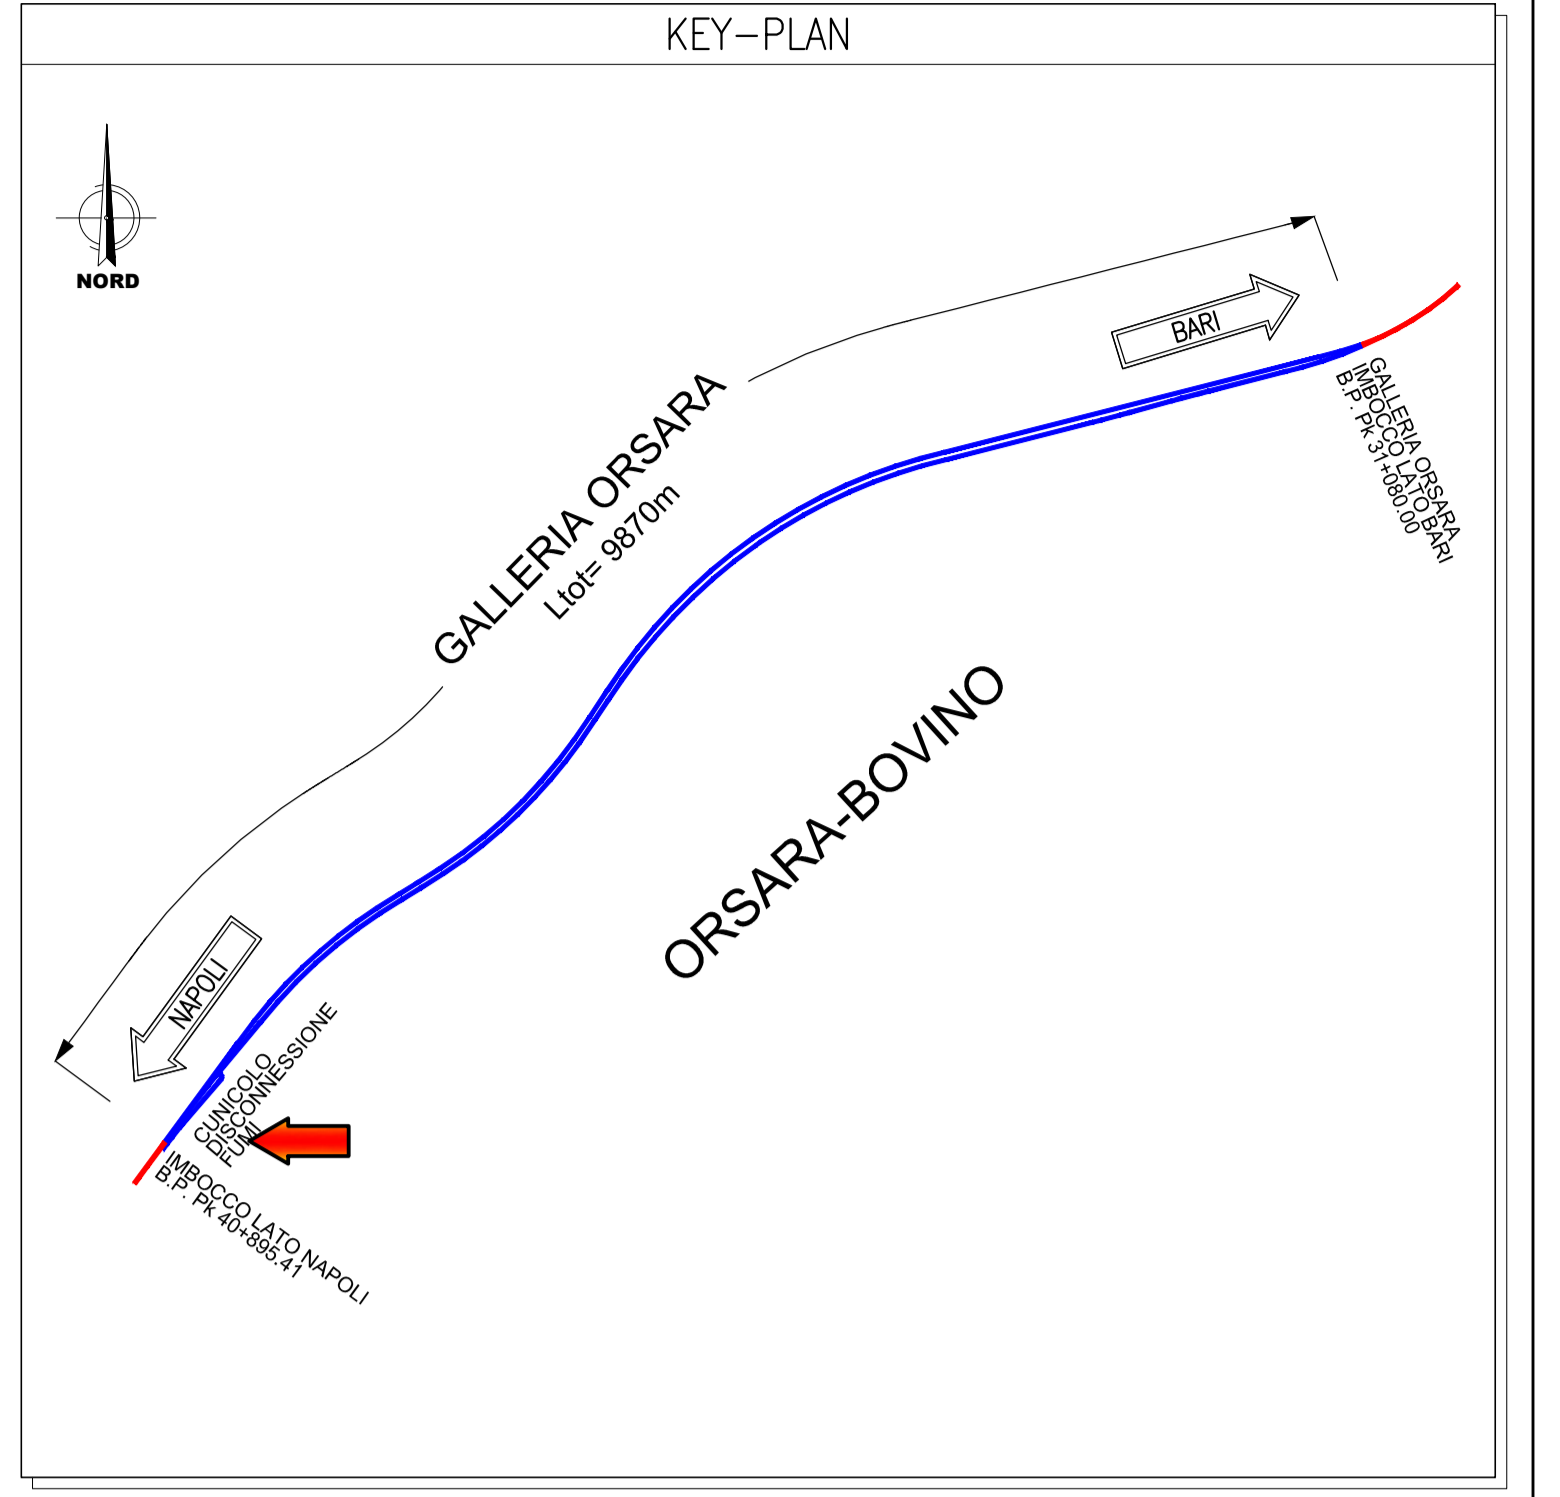 KEY-PLAN
NORD
BARI
GALLERIA ORSARA
IMBOCCO LATO BARI
B.P. Pk 31+080.00
GALLERIA ORSARA
Ltot= 9870m
ORSARA-BOVINO
NAPOLI
CUNICOLO
DISCONNESSIONE
FUMI
IMBOCCO LATO NAPOLI
B.P. Pk 40+895.41